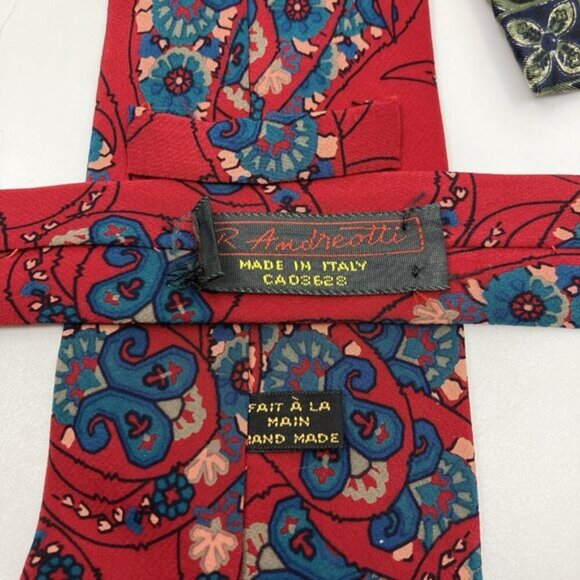 R Andreotti
MADE IN ITALY
CA03628
FAIT À LA
MAIN
HAND MADE